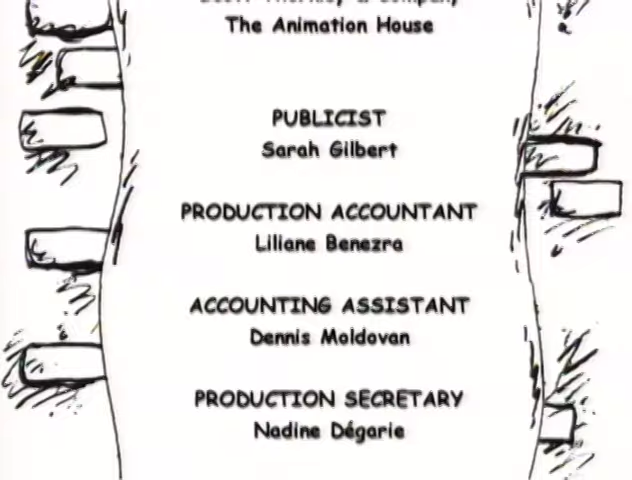 The Animation House
PUBLICIST
Sarah Gilbert
PRODUCTION ACCOUNTANT
Liliane Benezra
ACCOUNTING ASSISTANT
Dennis Moldovan
PRODUCTION SECRETARY
Nadine Dégarie